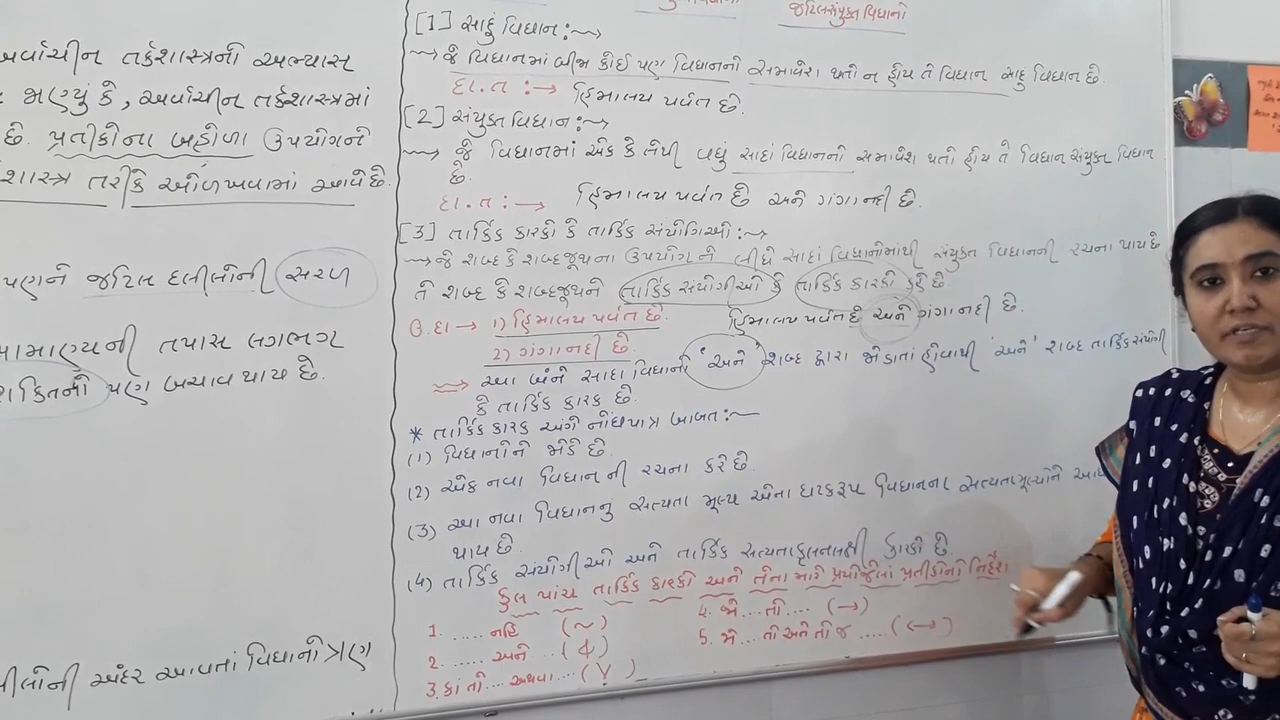 અર્વાચીન તર્કશાસ્ત્રની અભ્યાસ
જાણ્યું કે, અર્વાચીન તર્કશાસ્ત્રમાં
છે. પ્રતીકોના બહોળા ઉપયોગને
શાસ્ત્ર તરીકે ઓળખવામાં આવે છે.
પણને જટિલ દલીલોની સરળ
તપાસ લગભગ
શક્તિનો પણ બચાવ થાય છે.
અંદર આવતાં વિધાનો ત્રણ
જટિલસંયુક્ત વિધાનો
[1] સાદું વિધાન :~
જે વિધાનમાં બીજા કોઈ પણ વિધાનનો સમાવેશ થતો ન હોય તે વિધાન સાદુ વિધાન છે.
દા.ત :→ હિમાલય પર્વત છે.
[2] સંયુક્ત વિધાન :~
જે વિધાનમાં એક કે તેથી વધુ સાદાં વિધાનનો સમાવેશ થતો હોય તે વિધાન સંયુક્ત વિધાન
છે.
દા.ત :→ હિમાલય પર્વત છે અને ગંગા નદી છે.
[3] તાર્કિક કારકો કે તાર્કિક સંયોગિઓ :~
જે શબ્દ કે શબ્દજૂથના ઉપયોગને લીધે સાદાં વિધાનોમાંથી સંયુક્ત વિધાનની રચના થાય છે
તે શબ્દ કે શબ્દજૂથને તાર્કિક સંયોગીઓ કે તાર્કિક કારકો કહે છે.
ઉ.દા → 1) હિમાલય પર્વત છે. હિમાલય પર્વત છે અને ગંગા નદી છે.
2) ગંગા નદી છે.
આ બંને સાદા વિધાનો 'અને' શબ્દ દ્વારા જોડાતાં હોવાથી 'અને' શબ્દ તાર્કિક સંયોગી
કે તાર્કિક કારક છે.
* તાર્કિક કારક અંગે નોંધપાત્ર બાબત :~
(1) વિધાનોને જોડે છે.
(2) એક નવા વિધાન ની રચના કરે છે.
(3) આ નવા વિધાનનું સત્યતા મૂલ્ય એના ઘટકરૂપ વિધાનના સત્યતામૂલ્યોને
થાય છે.
(4) તાર્કિક સંયોગીઓ અને તાર્કિક સત્યતાફલનલક્ષી કારકો છે.
કુલ પાંચ તાર્કિક કારકો અને તેના માટે પ્રયોજેલાં પ્રતીકોનો નિર્દેશ
1. ...... નહિ (~)
2. ...... અને ...
3. કાં તો ... અથવા ....
4. જો ... તો .... (→)
5. જો ... તો અને તો જ ..... (↔)